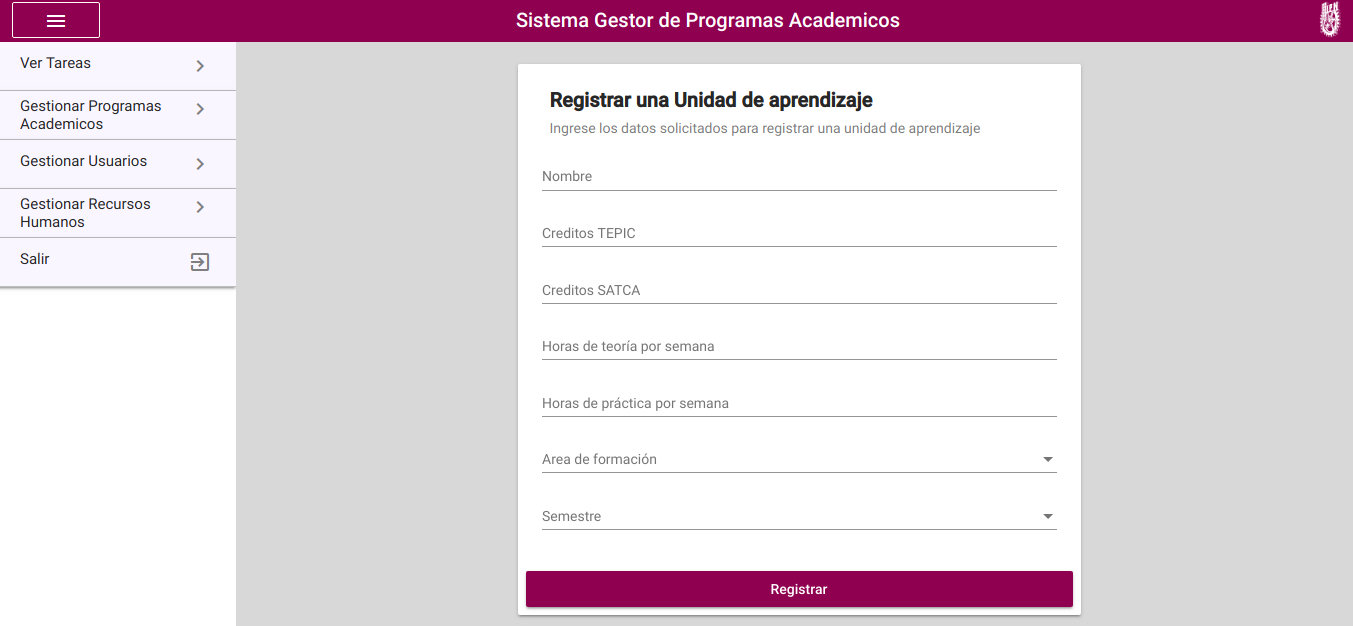 Sistema Gestor de Programas Academicos
Ver Tareas
Gestionar Programas
Academicos
Gestionar Usuarios
Gestionar Recursos
Humanos
Salir
Registrar una Unidad de aprendizaje
Ingrese los datos solicitados para registrar una unidad de aprendizaje
Nombre
Creditos TEPIC
Creditos SATCA
Horas de teoría por semana
Horas de práctica por semana
Area de formación
Semestre
Registrar